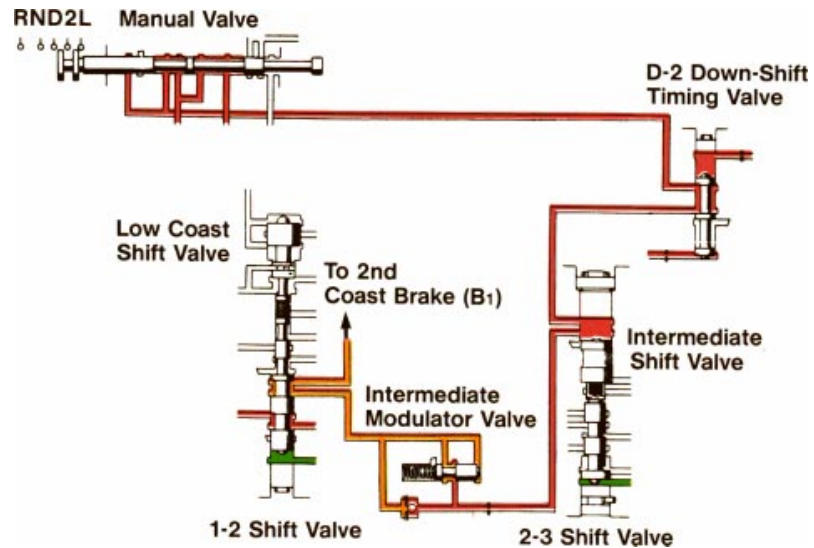 RND2L
Manual Valve
D-2 Down-Shift
Timing Valve
Low Coast
Shift Valve
To 2nd
Coast Brake (B1)
Intermediate
Shift Valve
Intermediate
Modulator Valve
1-2 Shift Valve
2-3 Shift Valve